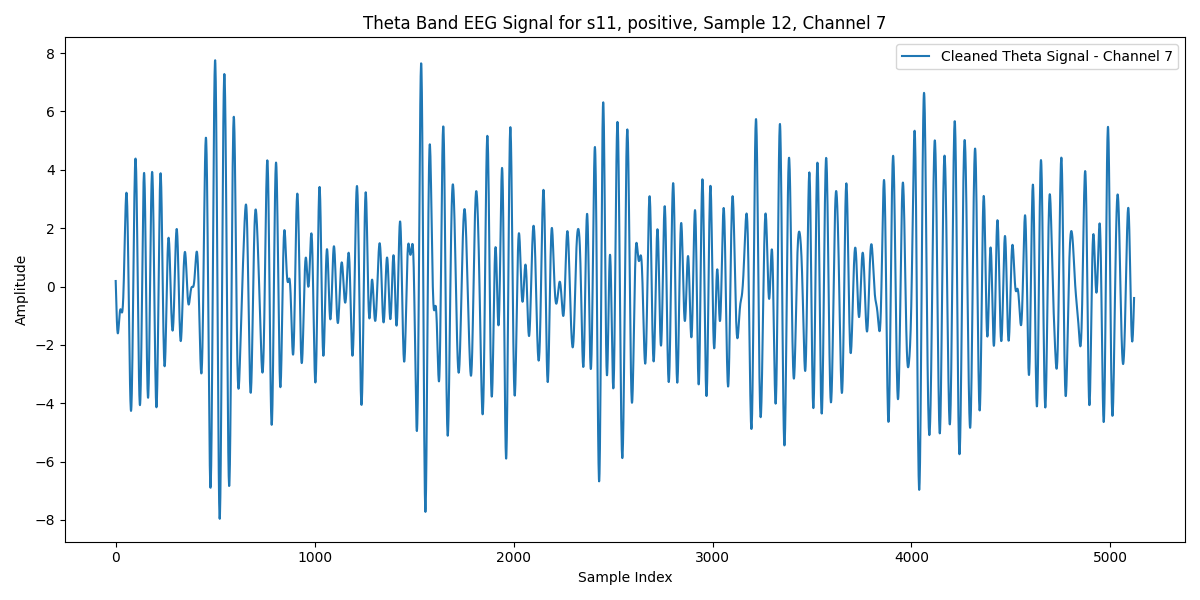 Theta Band EEG Signal for s11, positive, Sample 12, Channel 7
Cleaned Theta Signal - Channel 7
8
6
4
2
0
−2
−4
−6
−8
Amplitude
0 1000 2000 3000 4000 5000
Sample Index